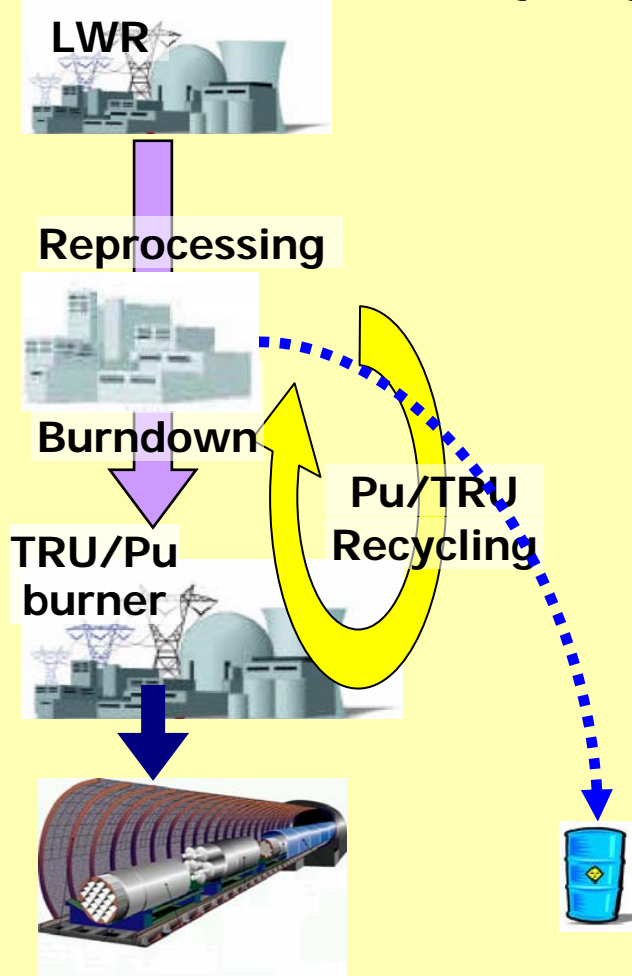 LWR
Reprocessing
Burndown
Pu/TRU
Recycling
TRU/Pu
burner